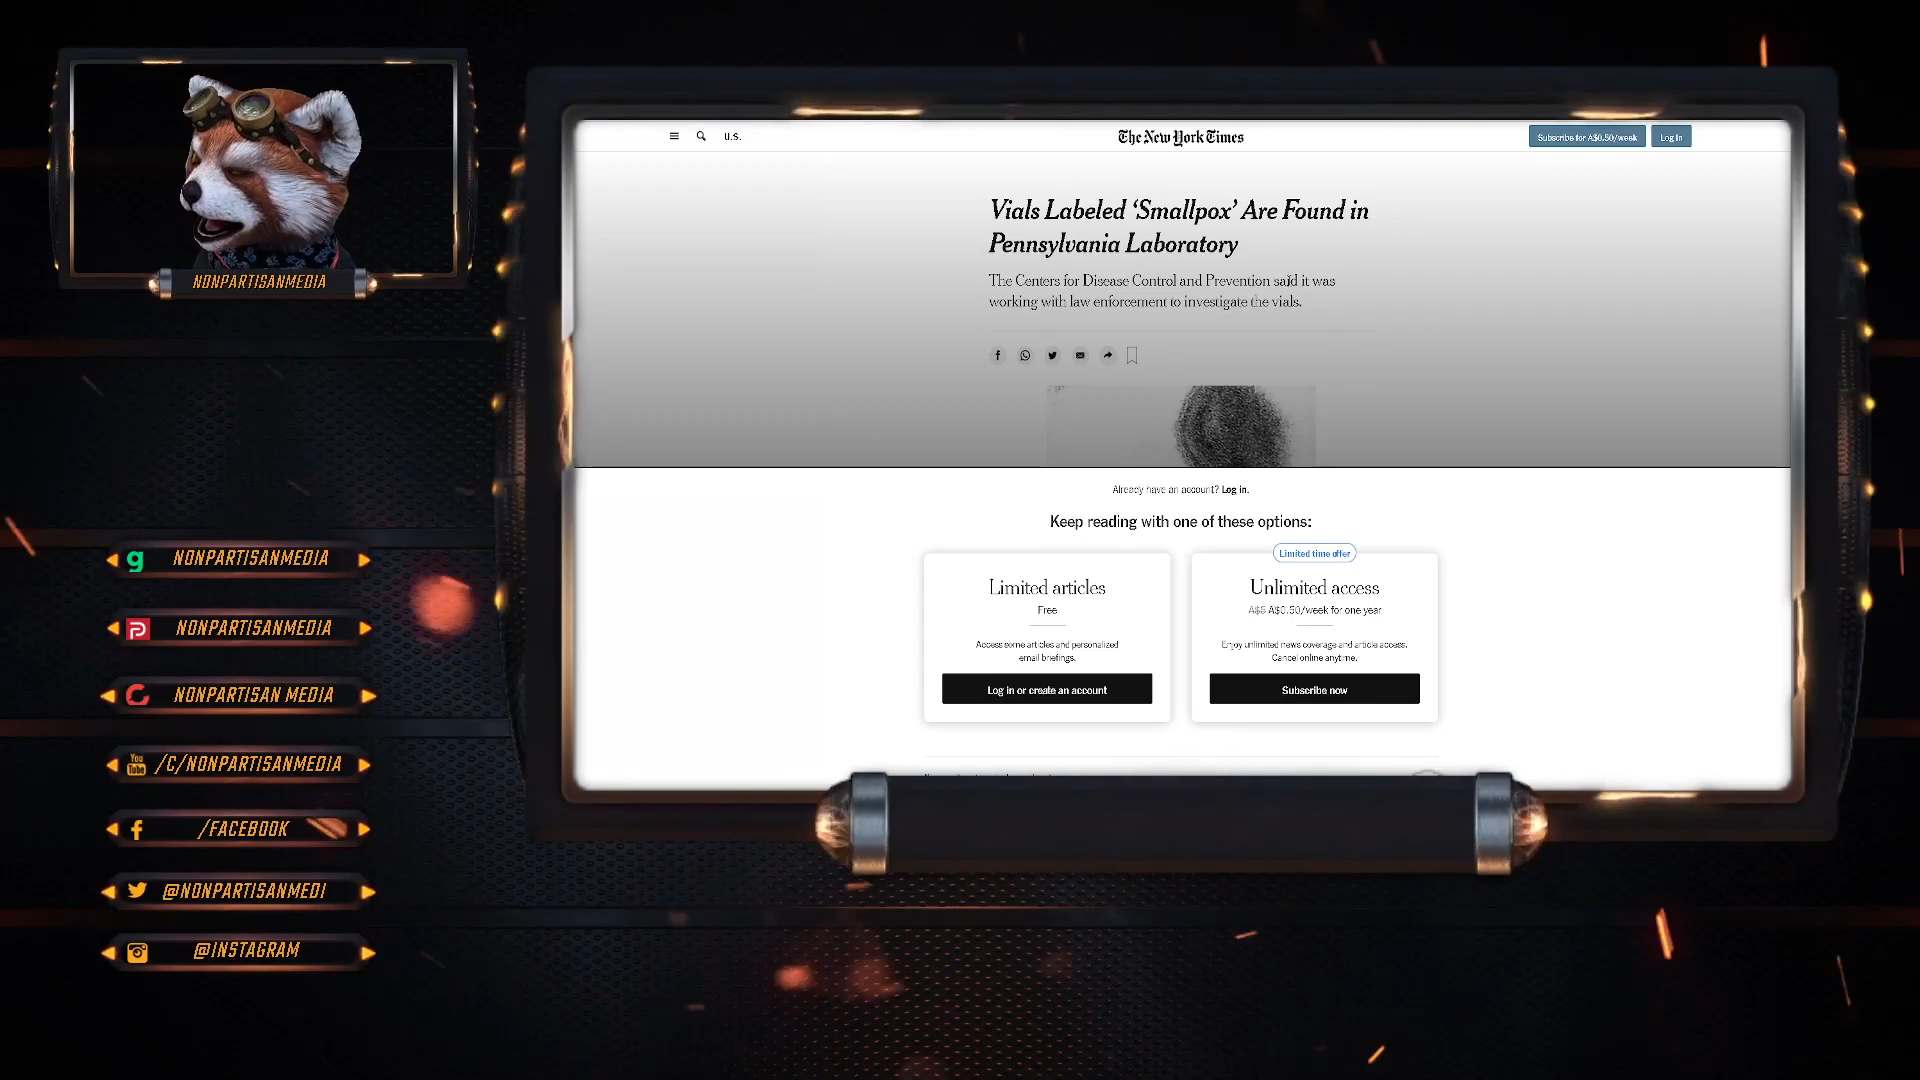 NONPARTISANMEDIA
U.S.
The New York Times
Subscribe for A$0.50/week
Log in
Vials Labeled ‘Smallpox’ Are Found in
Pennsylvania Laboratory
The Centers for Disease Control and Prevention said it was
working with law enforcement to investigate the vials.
Already have an account? Log in.
Keep reading with one of these options:
Limited articles
Free
Access some articles and personalized
email briefings.
Log in or create an account
Limited time offer
Unlimited access
A$5 A$0.50/week for one year
Enjoy unlimited news coverage and article access.
Cancel online anytime.
Subscribe now
g NONPARTISANMEDIA
NONPARTISANMEDIA
NONPARTISAN MEDIA
You Tube /C/NONPARTISANMEDIA
/FACEBOOK
@NONPARTISANMEDI
@INSTAGRAM